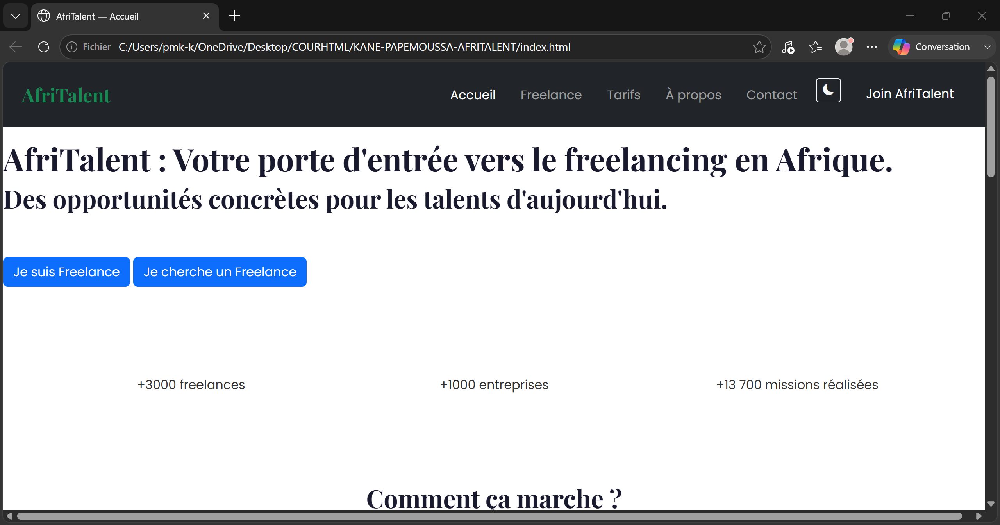 AfriTalent — Accueil
Fichier C:/Users/pmk-k/OneDrive/Desktop/COURHTML/KANE-PAPEMOUSSA-AFRITALENT/index.html
Conversation
AfriTalent Accueil Freelance Tarifs À propos Contact Join AfriTalent
AfriTalent : Votre porte d'entrée vers le freelancing en Afrique.
Des opportunités concrètes pour les talents d'aujourd'hui.
Je suis Freelance Je cherche un Freelance
+3000 freelances +1000 entreprises +13 700 missions réalisées
Comment ça marche ?